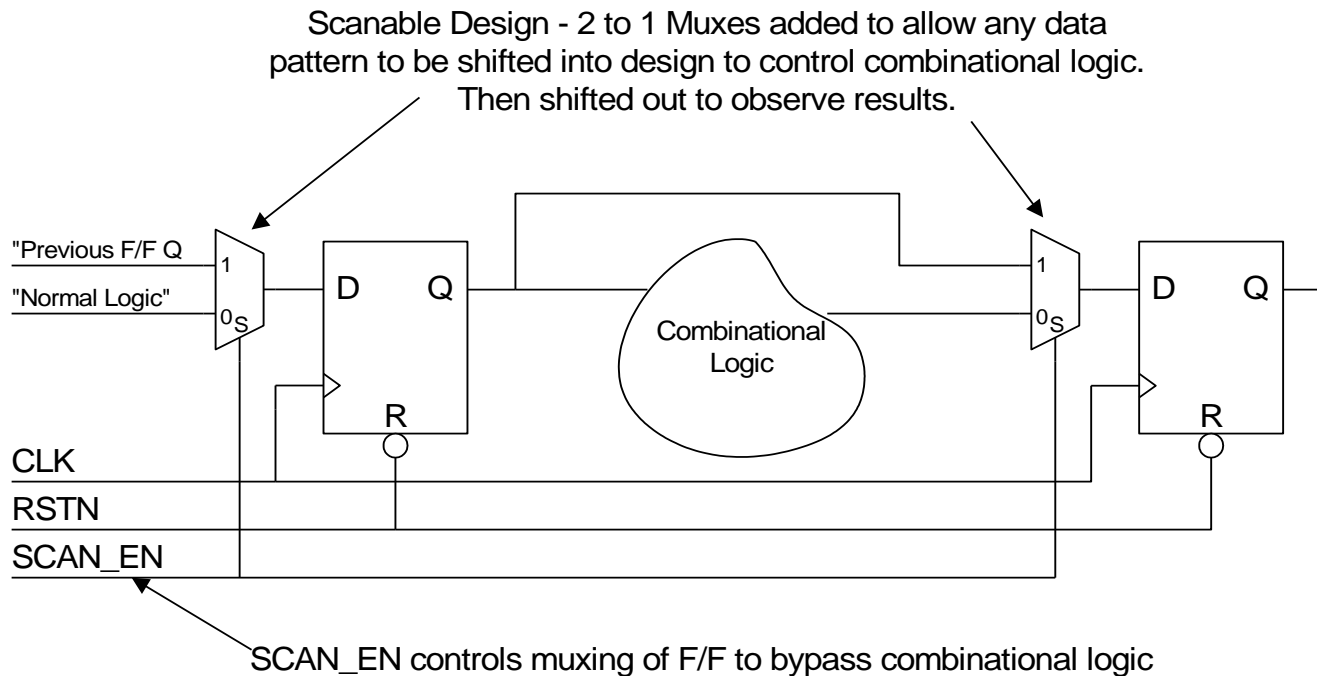 Scanable Design - 2 to 1 Muxes added to allow any data
pattern to be shifted into design to control combinational logic.
Then shifted out to observe results.
"Previous F/F Q
1
"Normal Logic"
0
S
D
Q
R
Combinational
Logic
1
0
S
D
Q
R
CLK
RSTN
SCAN_EN
SCAN_EN controls muxing of F/F to bypass combinational logic